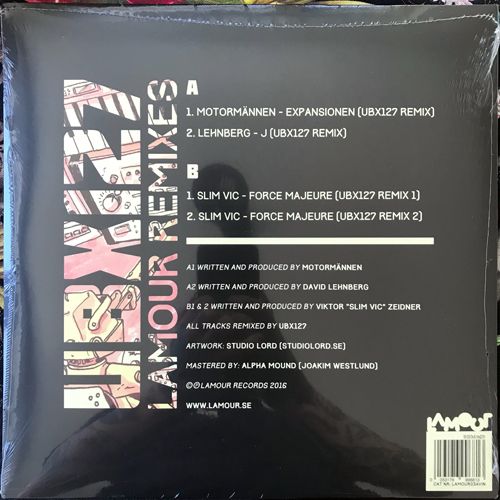 UBX127
LAMOUR REMIXES
A
1. MOTORMÄNNEN - EXPANSIONEN (UBX127 REMIX)
2. LEHNBERG - J (UBX127 REMIX)
B
1. SLIM VIC - FORCE MAJEURE (UBX127 REMIX 1)
2. SLIM VIC - FORCE MAJEURE (UBX127 REMIX 2)
A1 WRITTEN AND PRODUCED BY MOTORMÄNNEN
A2 WRITTEN AND PRODUCED BY DAVID LEHNBERG
B1 & 2 WRITTEN AND PRODUCED BY VIKTOR "SLIM VIC" ZEIDNER
ALL TRACKS REMIXED BY UBX127
ARTWORK: STUDIO LORD (STUDIOLORD.SE)
MASTERED BY: ALPHA MOUND (JOAKIM WESTLUND)
©℗LAMOUR RECORDS 2016
WWW.LAMOUR.SE
LAMOUR
CAT NR: LAMOUR034VIN